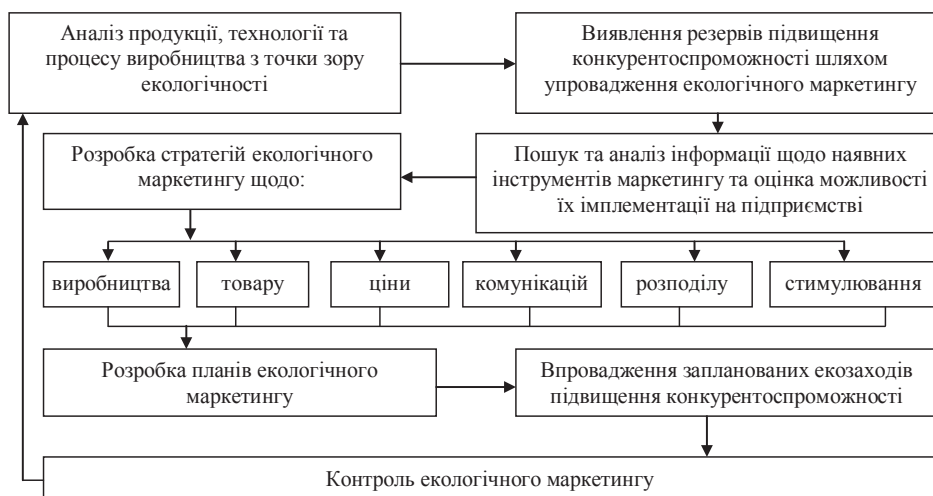 Аналіз продукції, технології та
процесу виробництва з точки зору
екологічності
Виявлення резервів підвищення
конкурентоспроможності шляхом
упровадження екологічного маркетингу
Розробка стратегій екологічного
маркетингу щодо:
Пошук та аналіз інформації щодо наявних
інструментів маркетингу та оцінка можливості
їх імплементації на підприємстві
виробництва
товару
ціни
комунікацій
розподілу
стимулювання
Розробка планів екологічного
маркетингу
Впровадження запланованих екозаходів
підвищення конкурентоспроможності
Контроль екологічного маркетингу